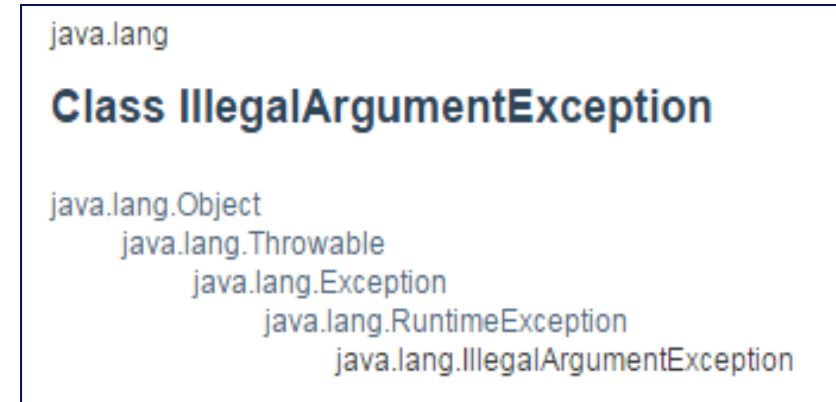 java.lang
Class IllegalArgumentException
java.lang.Object
java.lang.Throwable
java.lang.Exception
java.lang.RuntimeException
java.lang.IllegalArgumentException